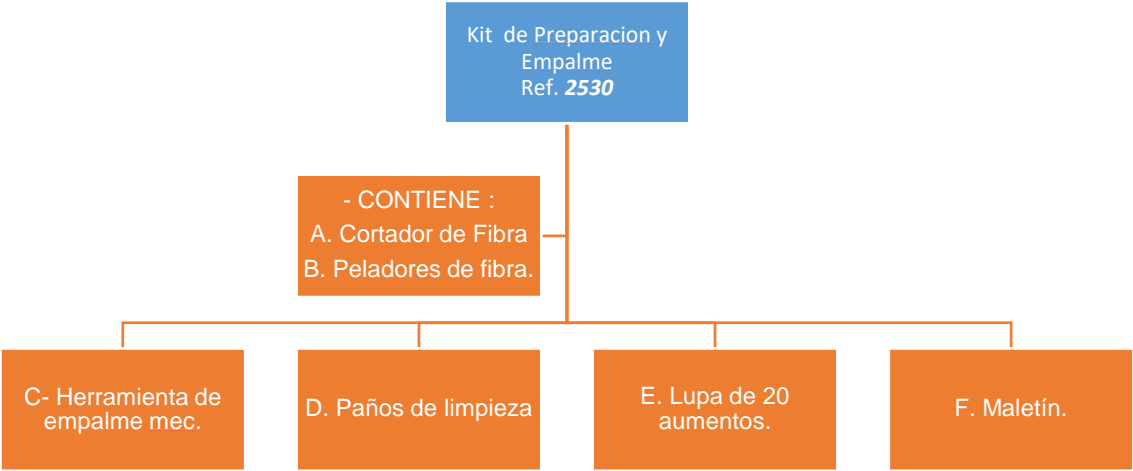 Kit de Preparacion y
Empalme
Ref. 2530
- CONTIENE :
A. Cortador de Fibra
B. Peladores de fibra.
C- Herramienta de
empalme mec.
D. Paños de limpieza
E. Lupa de 20
aumentos.
F. Maletín.